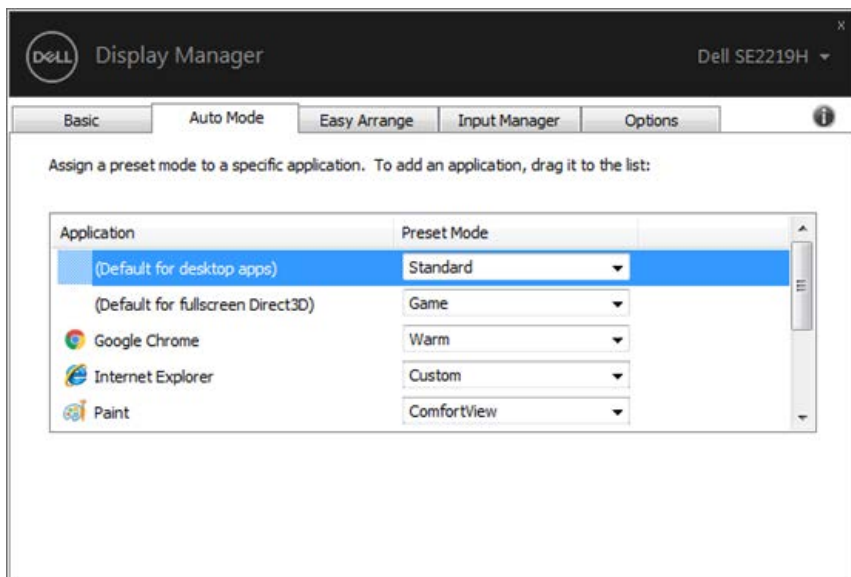 x
DELL Display Manager Dell SE2219H
Basic Auto Mode Easy Arrange Input Manager Options i
Assign a preset mode to a specific application. To add an application, drag it to the list:
Application Preset Mode
(Default for desktop apps) Standard
(Default for fullscreen Direct3D) Game
Google Chrome Warm
Internet Explorer Custom
Paint ComfortView